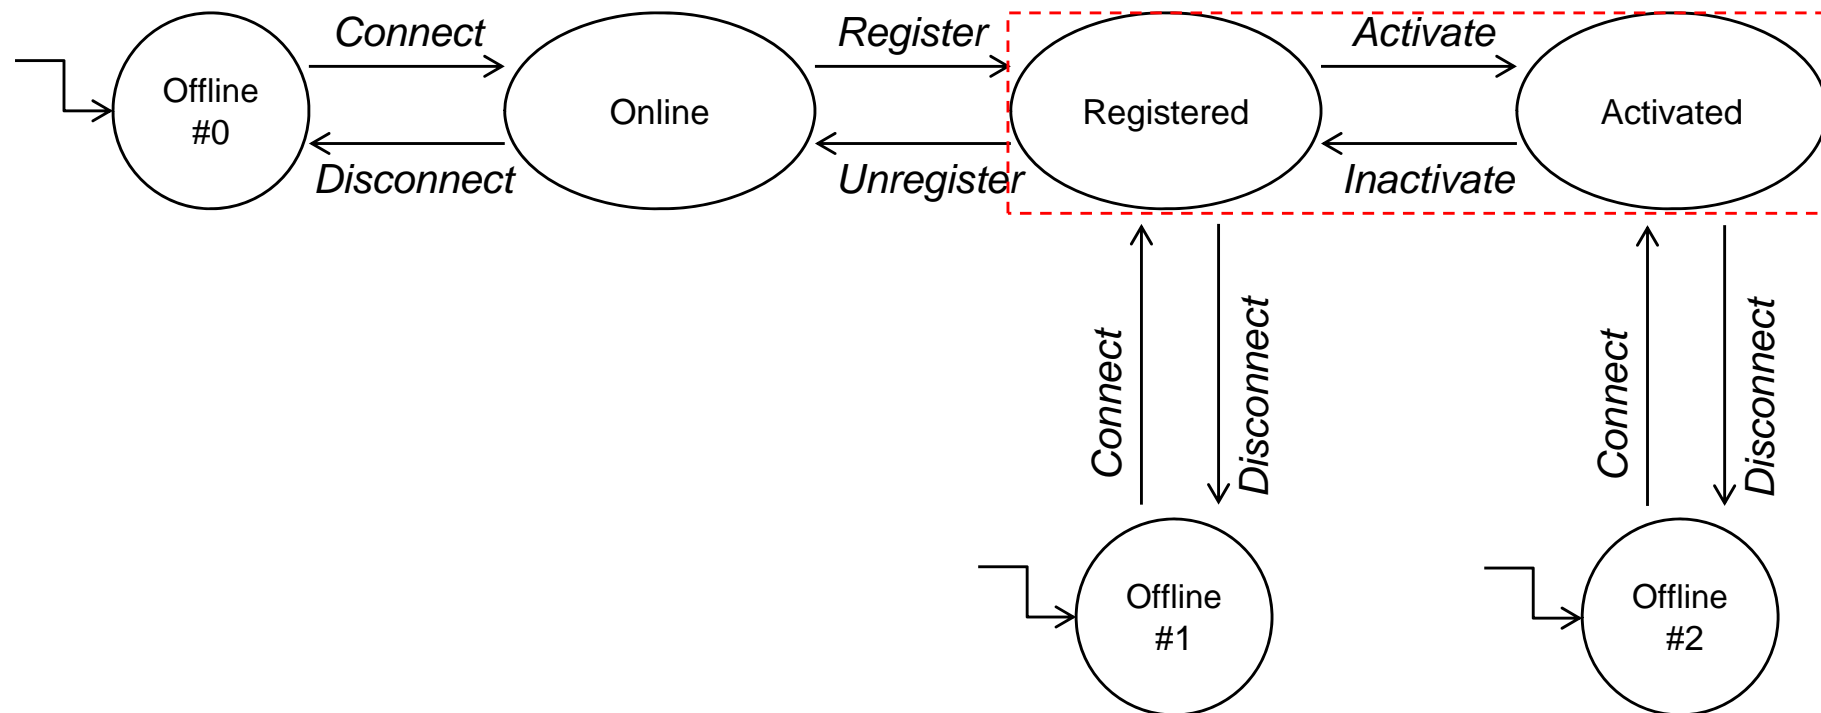 Connect
Register
Activate
Offline
#0
Online
Registered
Activated
Disconnect
Unregister
Inactivate
Connect
Disconnect
Connect
Disconnect
Offline
#1
Offline
#2